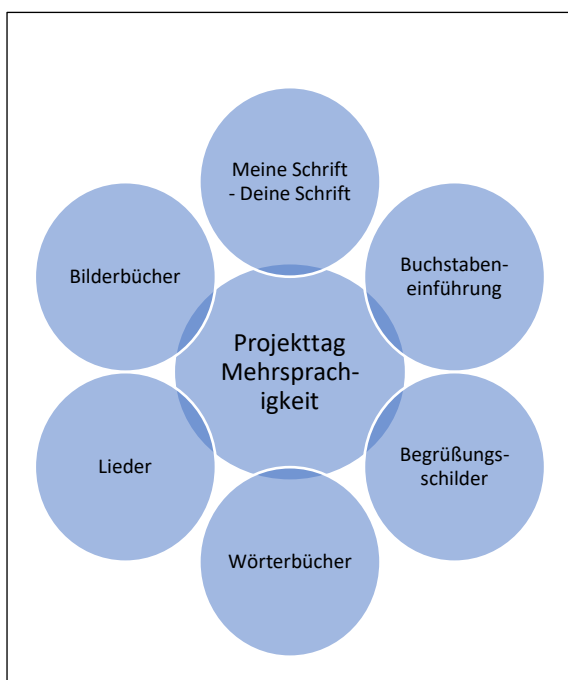 Meine Schrift
- Deine Schrift
Buchstaben-
einführung
Begrüßungs-
schilder
Wörterbücher
Lieder
Bilderbücher
Projekttag
Mehrsprach-
igkeit